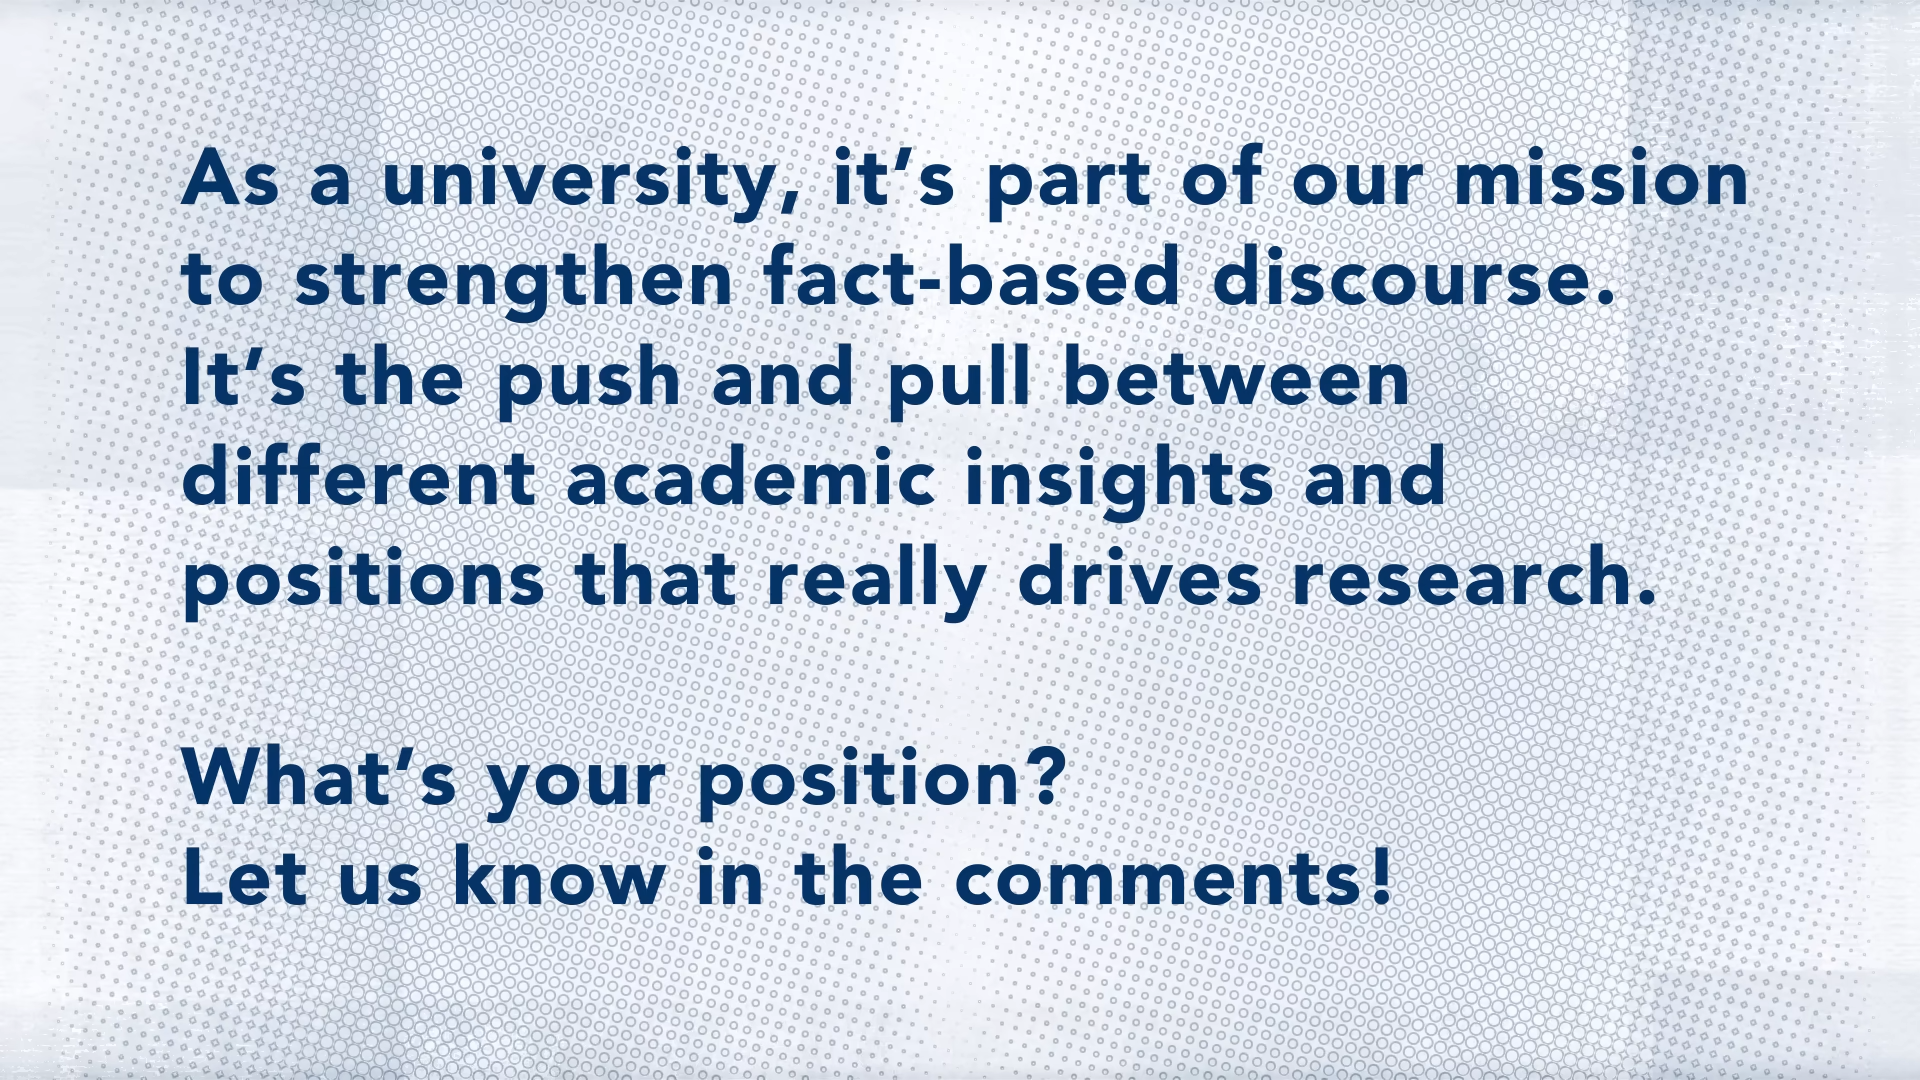 As a university, it’s part of our mission
to strengthen fact-based discourse.
It’s the push and pull between
different academic insights and
positions that really drives research.
What’s your position?
Let us know in the comments!